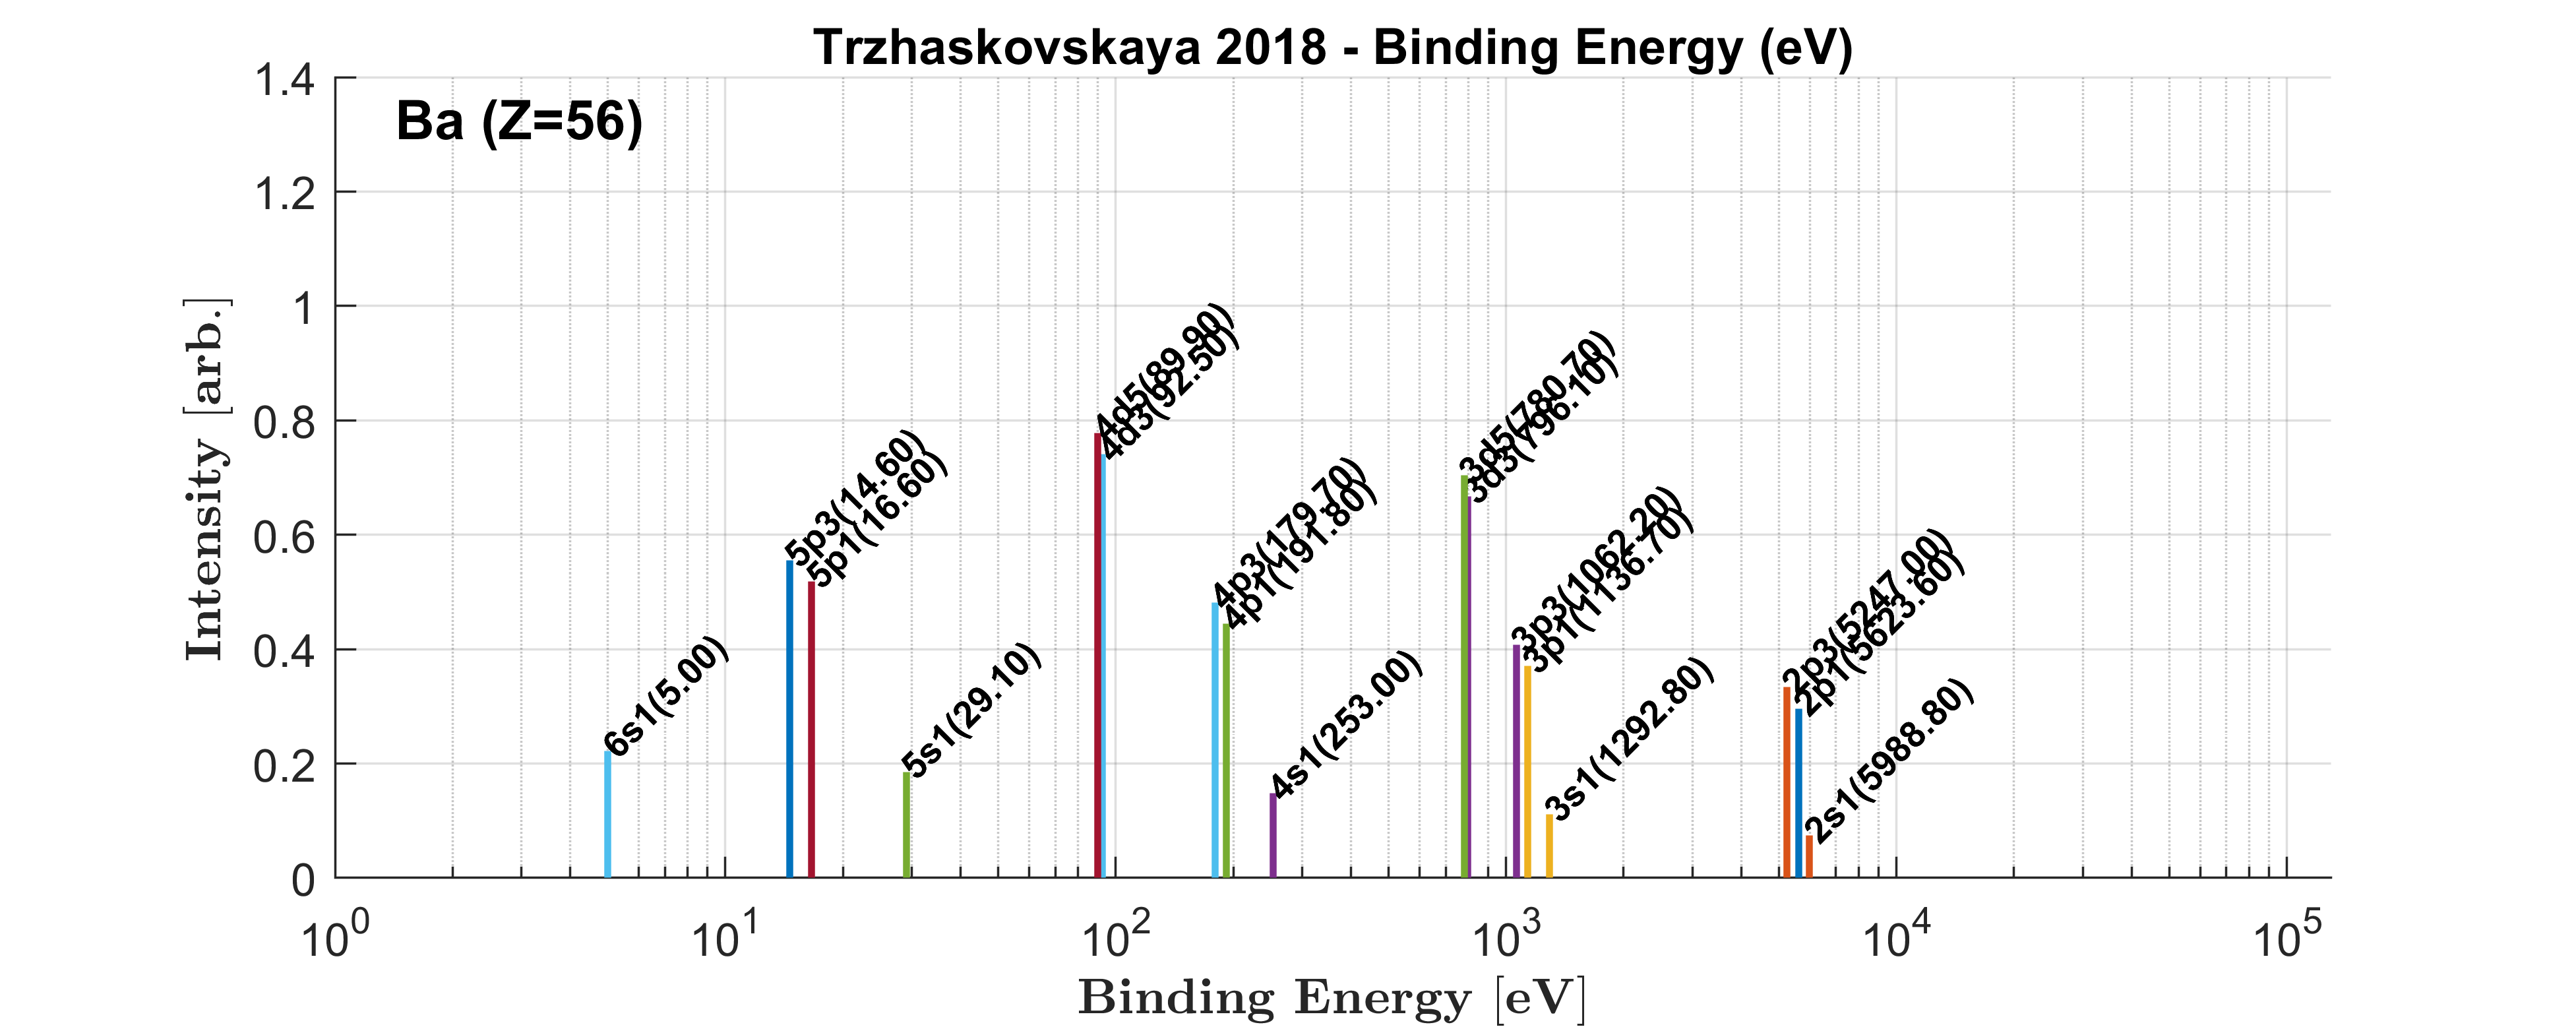 Trzhaskovskaya 2018 - Binding Energy (eV)
Ba (Z=56)
Intensity [arb.]
1.4
1.2
1
0.8
0.6
0.4
0.2
0
6s1(5.00)
5p3(14.60)
5p1(16.60)
5s1(29.10)
4d5(89.90)
4d3(92.50)
4p3(179.70)
4p1(191.80)
4s1(253.00)
3d5(780.70)
3d3(796.10)
3p3(1062.20)
3p1(1136.70)
3s1(1292.80)
2p3(5247.00)
2p1(5623.60)
2s1(5988.80)
10^0
10^1
10^2
10^3
10^4
10^5
Binding Energy [eV]